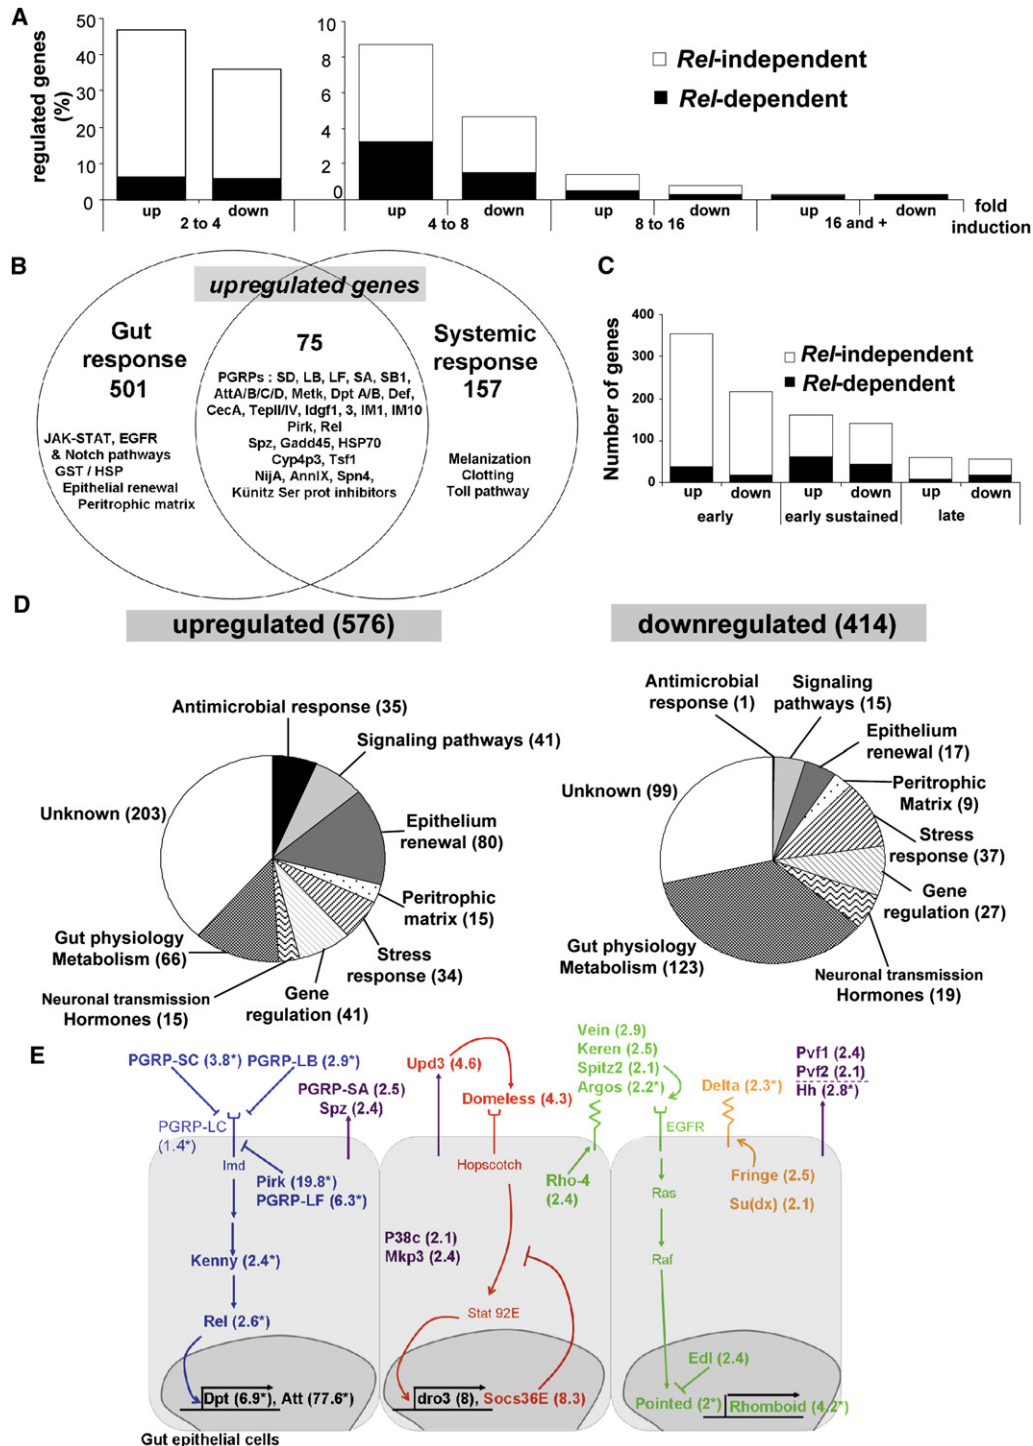 A
regulated genes
(%)
50
40
30
20
10
0
10
8
6
4
2
0
Rel-independent
Rel-dependent
up
down
up
down
up
down
up
down
2 to 4
4 to 8
8 to 16
16 and +
fold
induction
B
upregulated genes
Gut
response
501
JAK-STAT, EGFR
& Notch pathways
GST / HSP
Epithelial renewal
Peritrophic matrix
75
PGRPs : SD, LB, LF, SA, SB1,
AttA/B/C/D, Metk, Dpt A/B, Def,
CecA, TepII/IV, Idgf1, 3, IM1, IM10
Pirk, Rel
Spz, Gadd45, HSP70
Cyp4p3, Tsf1
NijA, AnnIX, Spn4,
Künitz Ser prot inhibitors
Systemic
response
157
Melanization
Clotting
Toll pathway
C
Number of genes
400
300
200
100
0
Rel-independent
Rel-dependent
up
down
up
down
up
down
early
early sustained
late
D
upregulated (576)
Antimicrobial response (35)
Signaling pathways (41)
Epithelium
renewal (80)
Peritrophic
matrix (15)
Stress
response (34)
Gene
regulation (41)
Neuronal transmission
Hormones (15)
Gut physiology
Metabolism (66)
Unknown (203)
downregulated (414)
Antimicrobial
response (1)
Signaling
pathways (15)
Epithelium
renewal (17)
Peritrophic
Matrix (9)
Stress
response (37)
Gene
regulation (27)
Neuronal transmission
Hormones (19)
Gut physiology
Metabolism (123)
Unknown (99)
E
PGRP-SC (3.8*)
PGRP-LB (2.9*)
PGRP-LC
(1.4*)
PGRP-SA (2.5)
Spz (2.4)
Imd
Pirk (19.8*)
PGRP-LF (6.3*)
Kenny (2.4*)
Rel (2.6*)
Dpt (6.9*), Att (77.6*)
Gut epithelial cells
Upd3 (4.6)
Domeless (4.3)
Hopscotch
P38c (2.1)
Mkp3 (2.4)
Stat 92E
dro3 (8), Socs36E (8.3)
Vein (2.9)
Keren (2.5)
Spitz2 (2.1)
Argos (2.2*)
EGFR
Rho-4
(2.4)
Ras
Raf
Edl (2.4)
Pointed (2*)
Rhomboid (4.2*)
Delta (2.3*)
Fringe (2.5)
Su(dx) (2.1)
Pvf1 (2.4)
Pvf2 (2.1)
Hh (2.8*)